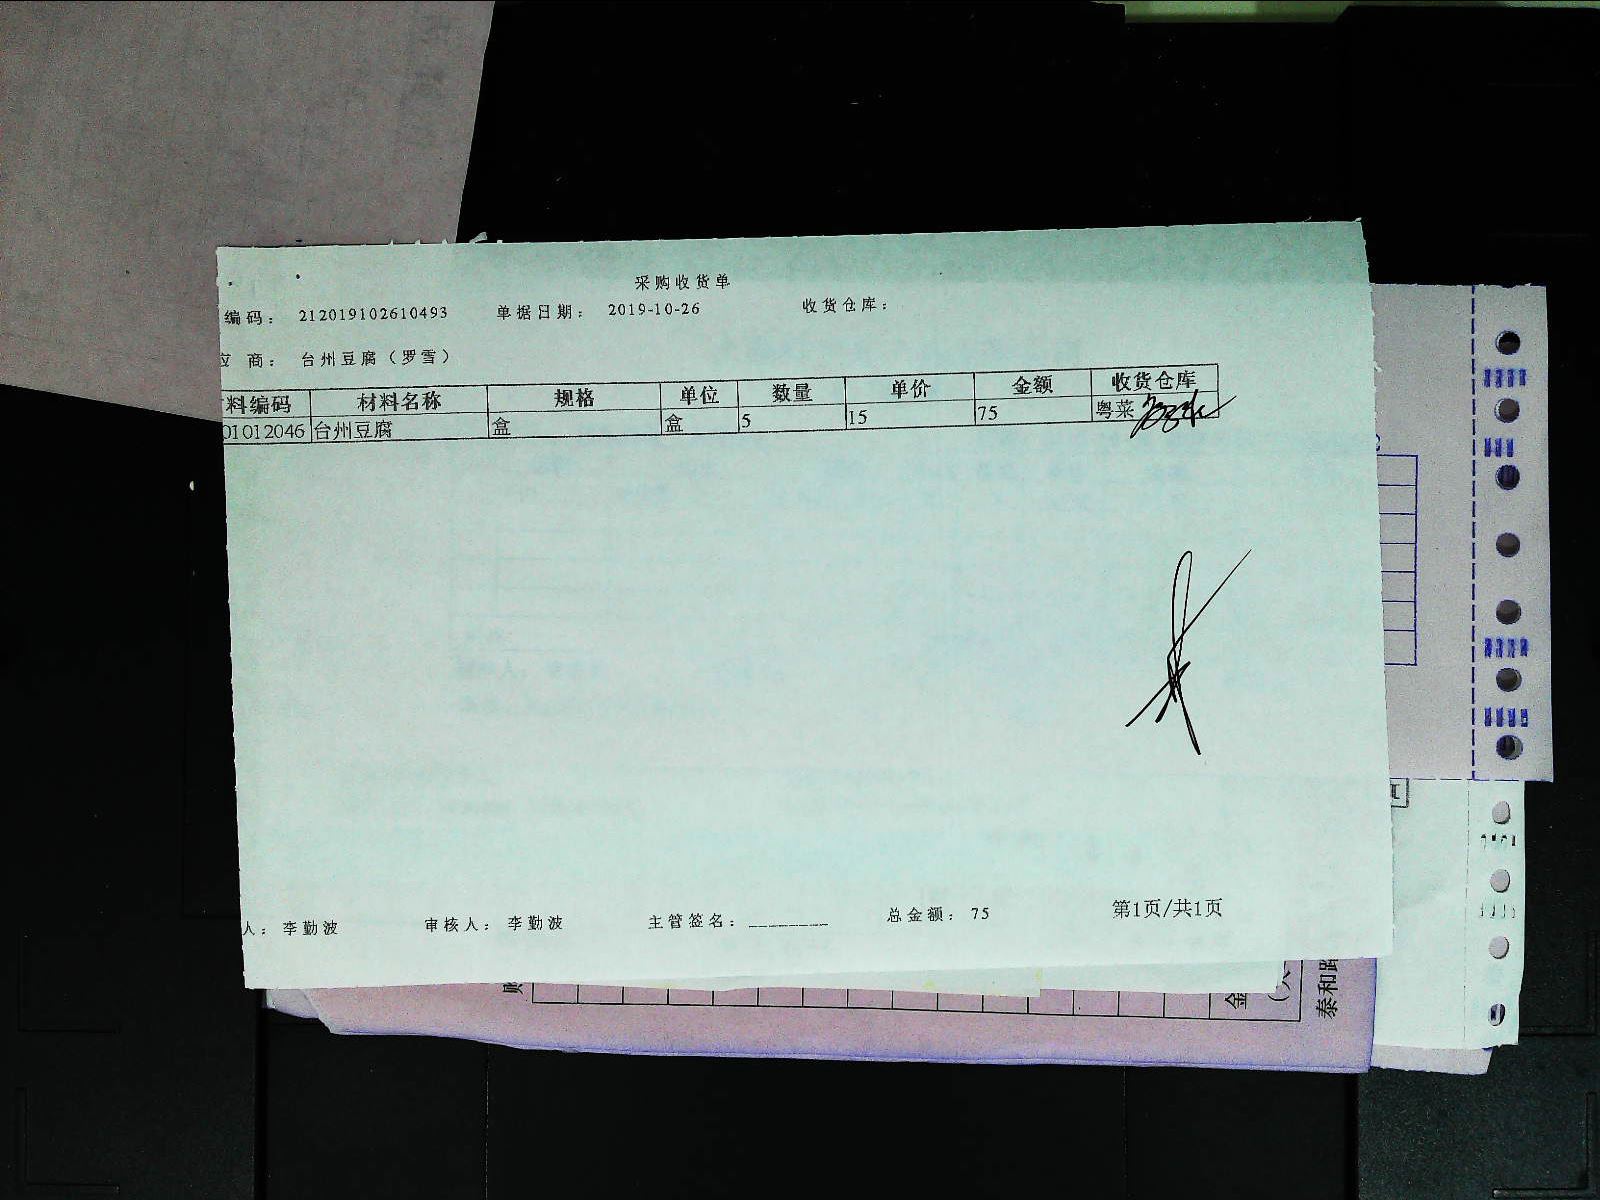 采购收货单
编码： 212019102610493 单据日期： 2019-10-26 收货仓库：
商： 台州豆腐（罗雪）
料编码 材料名称 规格 单位 数量 单价 金额 收货仓库
01012046 台州豆腐 盒 盒 5 15 75 粤菜
人： 李勤波 审核人： 李勤波 主管签名：________ 总金额： 75 第1页/共1页
金
泰和路